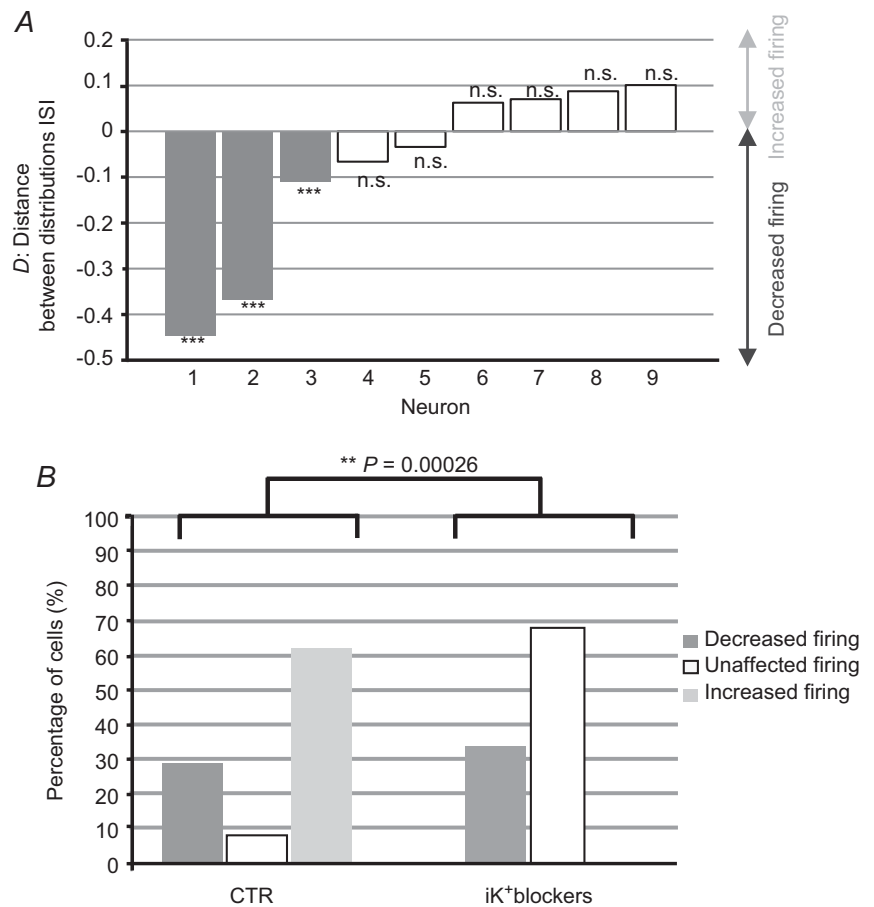 A
0.2
0.1
0
-0.1
-0.2
-0.3
-0.4
-0.5
D: Distance
between distributions ISI
n.s.
n.s.
n.s.
n.s.
n.s.
n.s.
***
***
***
1 2 3 4 5 6 7 8 9
Neuron
Increased firing
Decreased firing
B
** P = 0.00026
100
90
80
70
60
50
40
30
20
10
0
Percentage of cells (%)
Decreased firing
Unaffected firing
Increased firing
CTR
iK⁺blockers